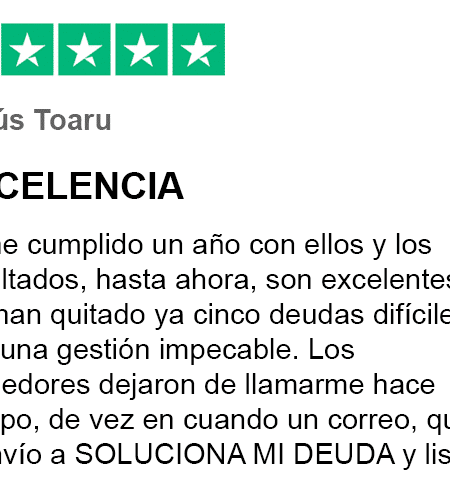 ús Toaru
CELENCIA
e cumplido un año con ellos y los
ltados, hasta ahora, son excelentes
han quitado ya cinco deudas difícile
una gestión impecable. Los
edores dejaron de llamarme hace
po, de vez en cuando un correo, qu
nvío a SOLUCIONA MI DEUDA y lis